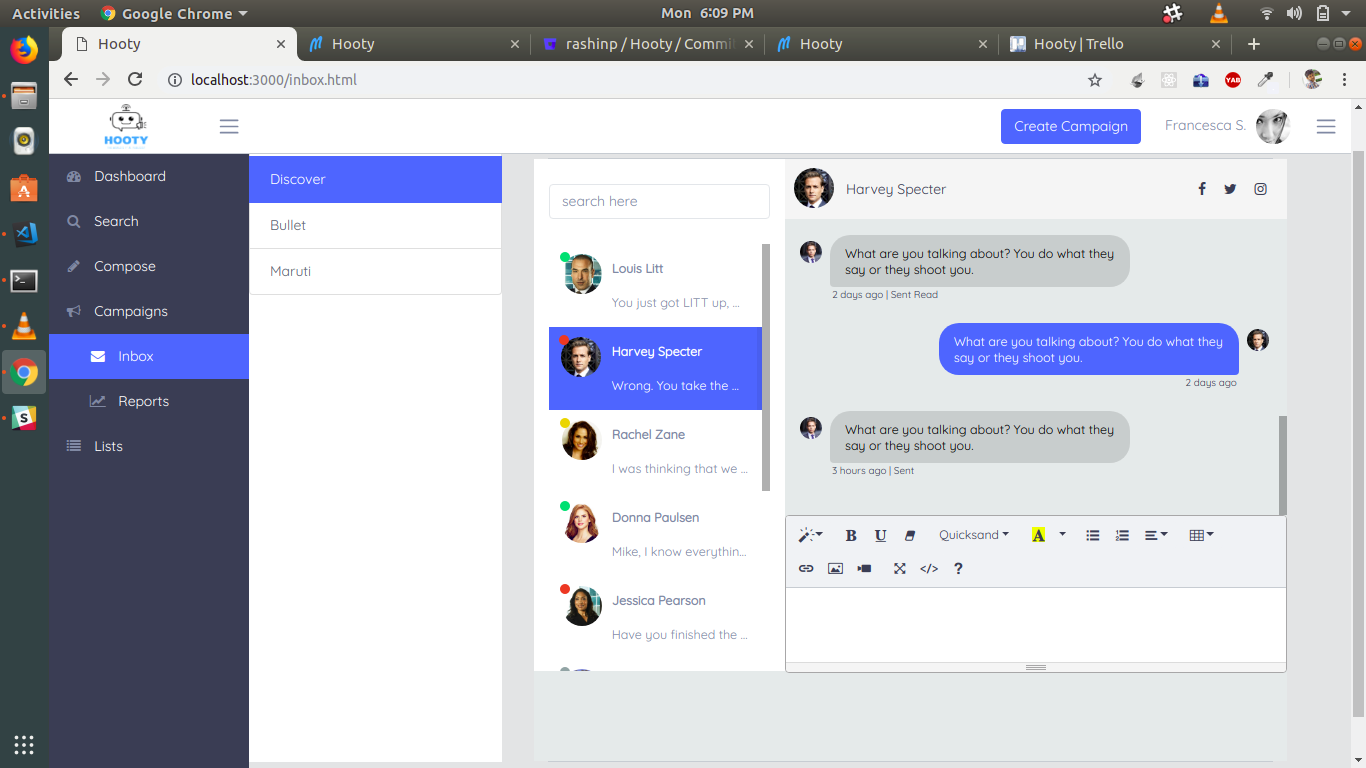 Activities
Google Chrome
Mon 6:09 PM
Hooty
Hooty
rashinp / Hooty / Commit
Hooty
Hooty | Trello
localhost:3000/inbox.html
YAB
HOOTY
Create Campaign
Francesca S.
Dashboard
Search
Compose
Campaigns
Inbox
Reports
Lists
Discover
Bullet
Maruti
search here
Louis Litt
You just got LITT up, ...
Harvey Specter
Wrong. You take the ...
Rachel Zane
I was thinking that we ...
Donna Paulsen
Mike, I know everythin...
Jessica Pearson
Have you finished the ...
Harvey Specter
What are you talking about? You do what they
say or they shoot you.
2 days ago | Sent Read
What are you talking about? You do what they
say or they shoot you.
2 days ago
What are you talking about? You do what they
say or they shoot you.
3 hours ago | Sent
B
U
Quicksand
A
</>
?